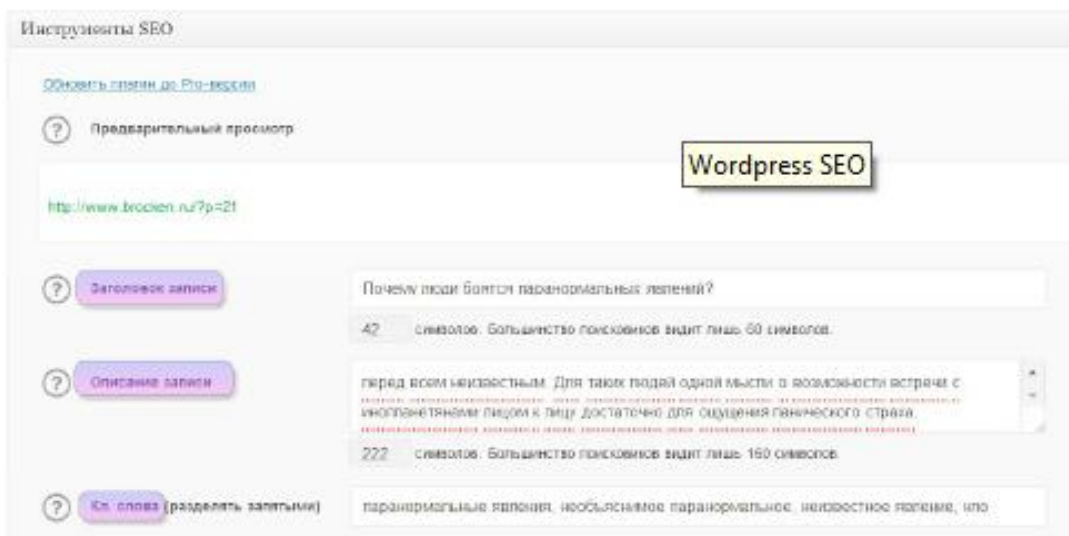 Инструменты SEO
Обновить плагин до Pro-версии
? Предварительный просмотр
Wordpress SEO
http://www.brocken.ru/?p=21
? Заголовок записи Почему люди боятся паранормальных явлений?
42 символов. Большинство поисковиков видит лишь 60 символов.
? Описание записи перед всем неизвестным. Для таких людей одной мысли о возможности встречи с
инопланетянами лицом к лицу достаточно для ощущения панического страха.
222 символов. Большинство поисковиков видит лишь 160 символов.
? Кл. слова (разделять запятыми) паранормальные явления, необъяснимое паранормальное, неизвестное явление, нло